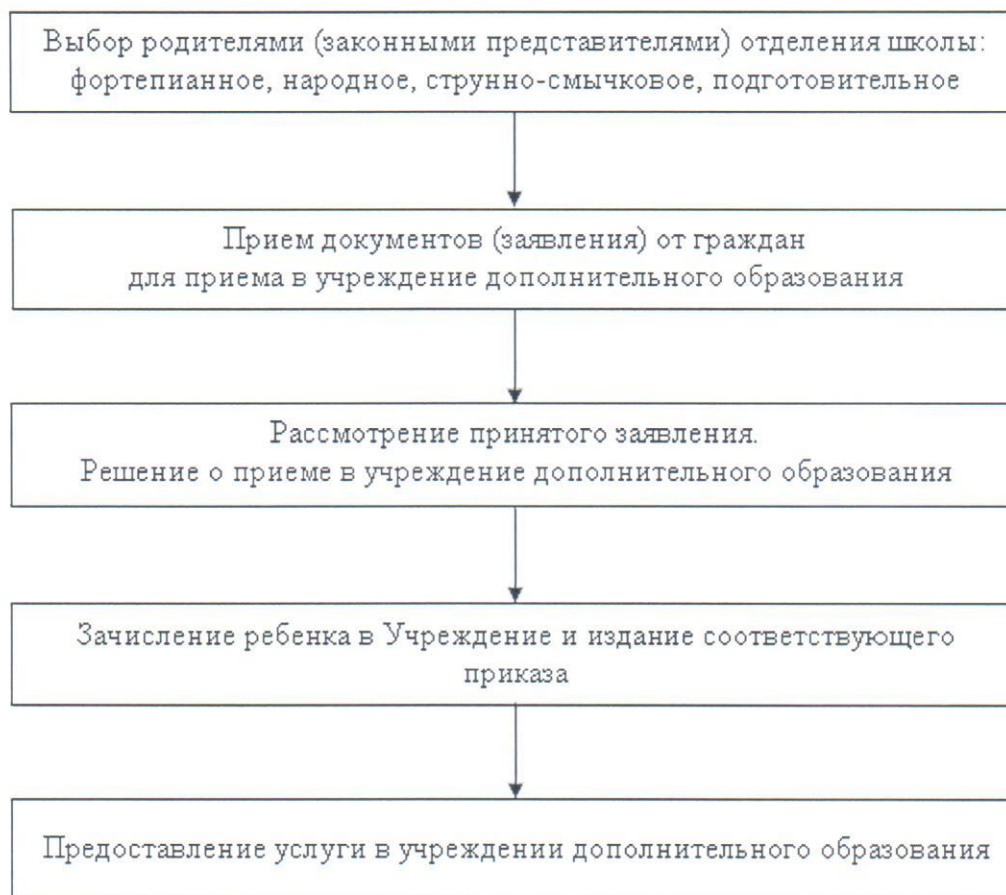 Выбор родителями (законными представителями) отделения школы:
фортепианное, народное, струнно-смычковое, подготовительное
Прием документов (заявления) от граждан
для приема в учреждение дополнительного образования
Рассмотрение принятого заявления.
Решение о приеме в учреждение дополнительного образования
Зачисление ребенка в Учреждение и издание соответствующего
приказа
Предоставление услуги в учреждении дополнительного образования